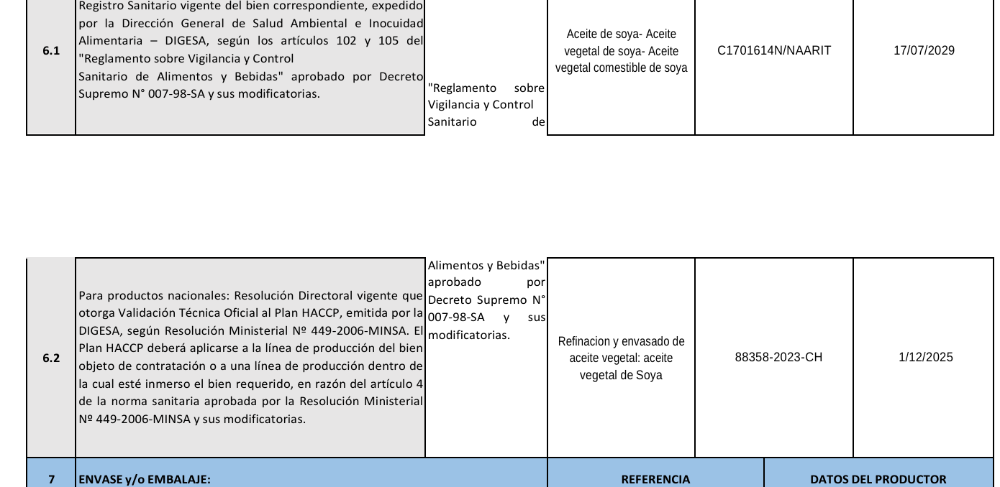 Registro Sanitario vigente del bien correspondiente, expedido
por la Dirección General de Salud Ambiental e Inocuidad
Alimentaria – DIGESA, según los artículos 102 y 105 del
"Reglamento sobre Vigilancia y Control
Sanitario de Alimentos y Bebidas" aprobado por Decreto
Supremo N° 007-98-SA y sus modificatorias.
6.1
"Reglamento sobre
Vigilancia y Control
Sanitario de
Aceite de soya- Aceite
vegetal de soya- Aceite
vegetal comestible de soya
C1701614N/NAARIT
17/07/2029
6.2
Para productos nacionales: Resolución Directoral vigente que
otorga Validación Técnica Oficial al Plan HACCP, emitida por la
DIGESA, según Resolución Ministerial Nº 449-2006-MINSA. El
Plan HACCP deberá aplicarse a la línea de producción del bien
objeto de contratación o a una línea de producción dentro de
la cual esté inmerso el bien requerido, en razón del artículo 4
de la norma sanitaria aprobada por la Resolución Ministerial
Nº 449-2006-MINSA y sus modificatorias.
Alimentos y Bebidas"
aprobado por
Decreto Supremo N°
007-98-SA y sus
modificatorias.
Refinacion y envasado de
aceite vegetal: aceite
vegetal de Soya
88358-2023-CH
1/12/2025
7 ENVASE y/o EMBALAJE: REFERENCIA DATOS DEL PRODUCTOR